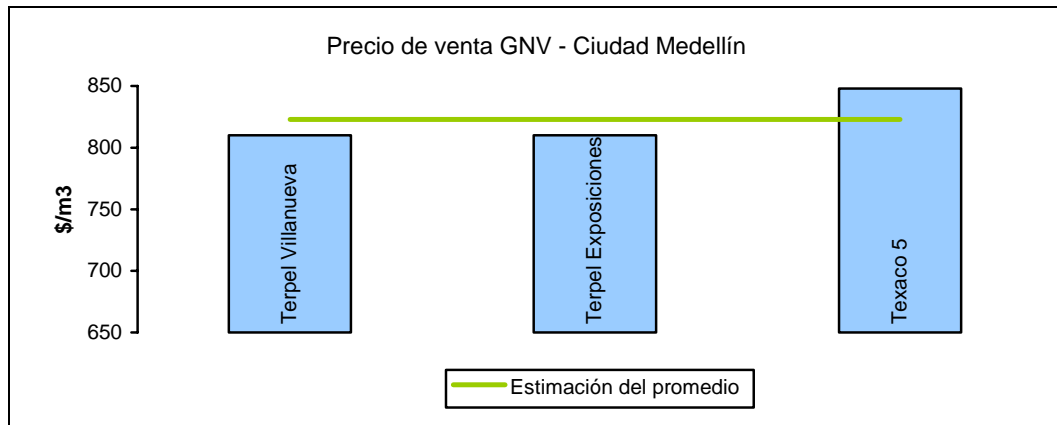 Precio de venta GNV - Ciudad Medellín
850
800
750
700
650
$/m3
Terpel Villanueva
Terpel Exposiciones
Texaco 5
Estimación del promedio